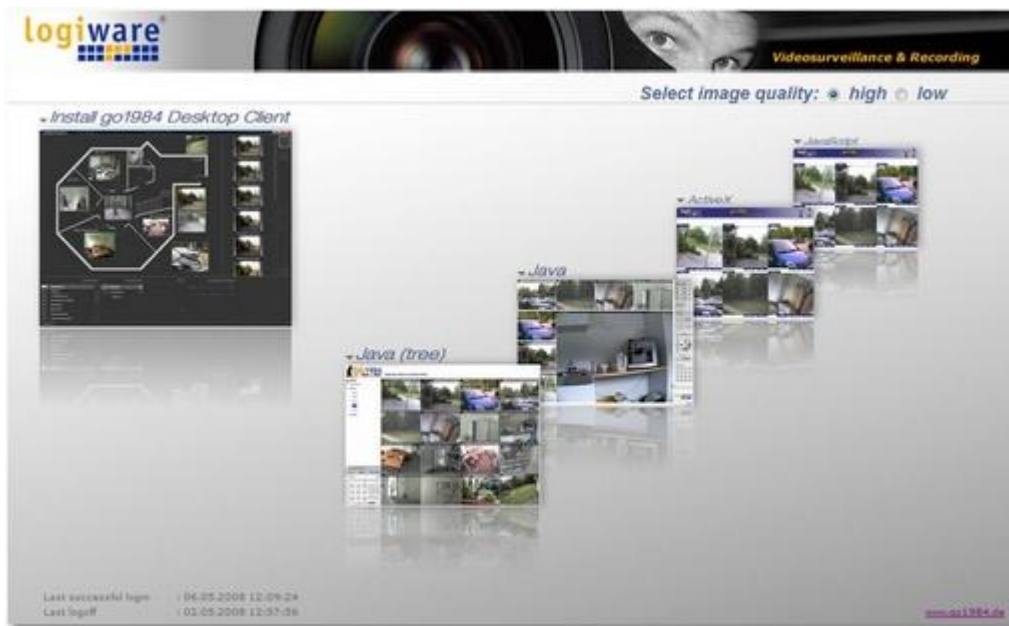 logiware®
Videosurveillance & Recording
Select image quality: high low
Install go1984 Desktop Client
JavaScript
ActiveX
Java
Java (tree)
Last successful login : 06.05.2008 12:09:24
Last logoff : 02.05.2008 12:57:56
www.go1984.de